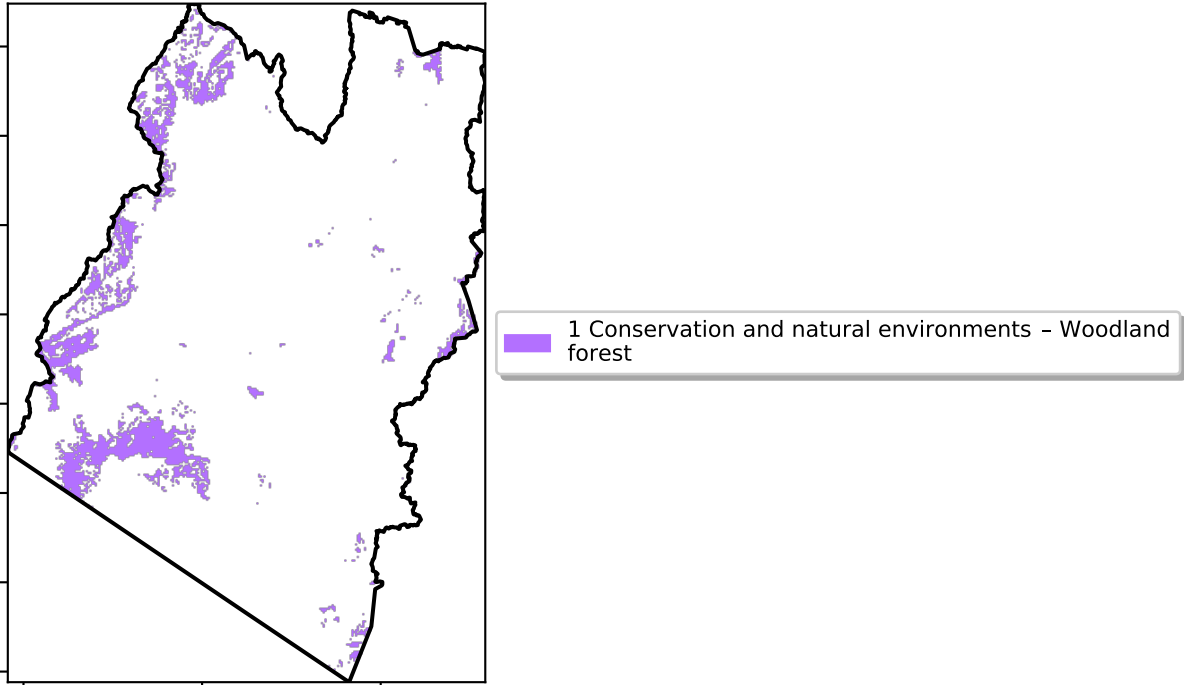 1 Conservation and natural environments – Woodland
forest